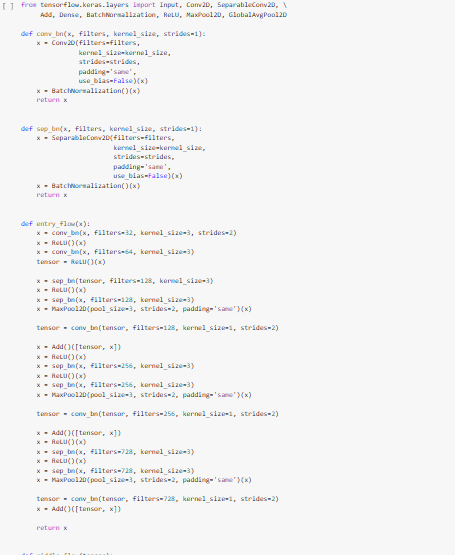 [ ] from tensorflow.keras.layers import Input, Conv2D, SeparableConv2D, \
Add, Dense, BatchNormalization, ReLU, MaxPool2D, GlobalAvgPool2D
def conv_bn(x, filters, kernel_size, strides=1):
x = Conv2D(filters=filters,
kernel_size=kernel_size,
strides=strides,
padding='same',
use_bias=False)(x)
x = BatchNormalization()(x)
return x
def sep_bn(x, filters, kernel_size, strides=1):
x = SeparableConv2D(filters=filters,
kernel_size=kernel_size,
strides=strides,
padding='same',
use_bias=False)(x)
x = BatchNormalization()(x)
return x
def entry_flow(x):
x = conv_bn(x, filters=32, kernel_size=3, strides=2)
x = ReLU()(x)
x = conv_bn(x, filters=64, kernel_size=3)
tensor = ReLU()(x)
x = sep_bn(tensor, filters=128, kernel_size=3)
x = ReLU()(x)
x = sep_bn(x, filters=128, kernel_size=3)
x = MaxPool2D(pool_size=3, strides=2, padding='same')(x)
tensor = conv_bn(tensor, filters=128, kernel_size=1, strides=2)
x = Add()([tensor, x])
x = ReLU()(x)
x = sep_bn(x, filters=256, kernel_size=3)
x = ReLU()(x)
x = sep_bn(x, filters=256, kernel_size=3)
x = MaxPool2D(pool_size=3, strides=2, padding='same')(x)
tensor = conv_bn(tensor, filters=256, kernel_size=1, strides=2)
x = Add()([tensor, x])
x = ReLU()(x)
x = sep_bn(x, filters=728, kernel_size=3)
x = ReLU()(x)
x = sep_bn(x, filters=728, kernel_size=3)
x = MaxPool2D(pool_size=3, strides=2, padding='same')(x)
tensor = conv_bn(tensor, filters=728, kernel_size=1, strides=2)
x = Add()([tensor, x])
return x